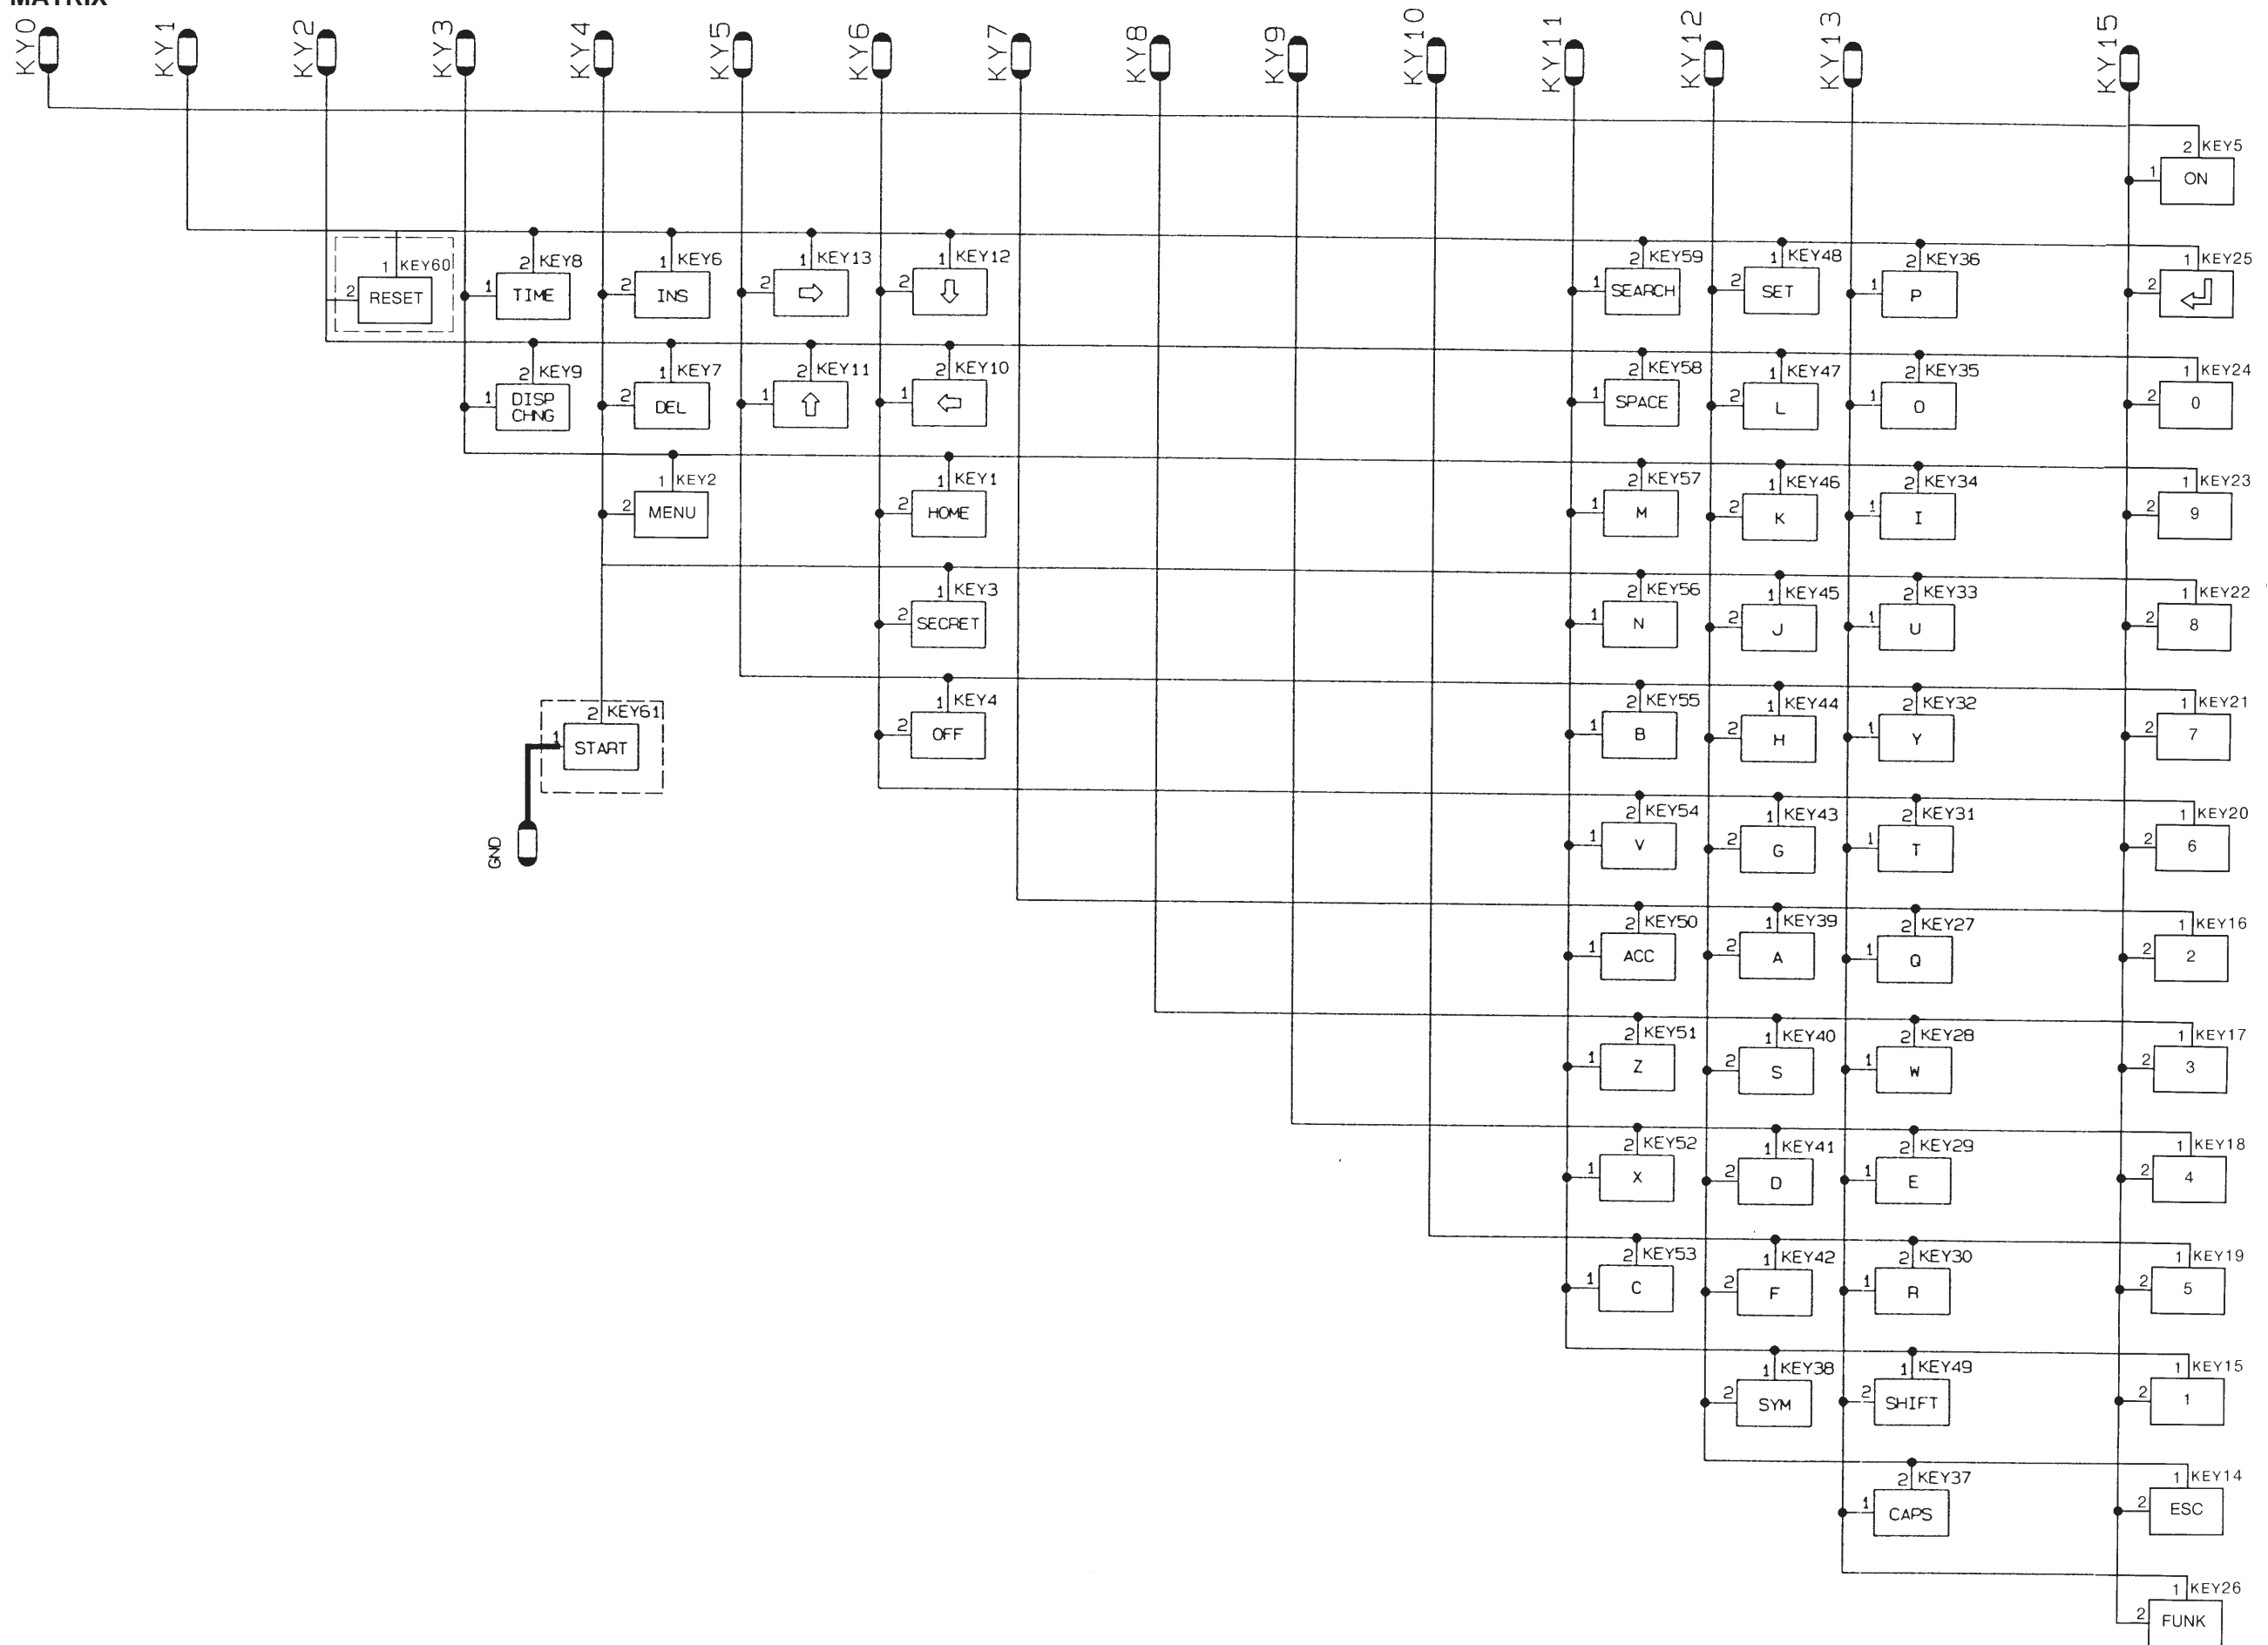 MATRIX
KY0 KY1 KY2 KY3 KY4 KY5 KY6 KY7 KY8 KY9 KY10 KY11 KY12 KY13 KY15
2 KEY5
1 ON
1 KEY60 2 KEY8 1 KEY6 1 KEY13 1 KEY12 2 KEY59 1 KEY48 2 KEY36 1 KEY25
2 RESET 1 TIME 2 INS 2 2 1 SEARCH 2 SET 1 P 2
2 KEY9 1 KEY7 2 KEY11 2 KEY10 2 KEY58 1 KEY47 2 KEY35 1 KEY24
1 DISP CHNG 2 DEL 1 1 1 SPACE 2 L 1 O 2 0
1 KEY2 1 KEY1 2 KEY57 1 KEY46 2 KEY34 1 KEY23
2 MENU 2 HOME 1 M 2 K 1 I 2 9
1 KEY3 2 KEY56 1 KEY45 2 KEY33 1 KEY22
2 SECRET 1 N 2 J 1 U 2 8
2 KEY61 1 KEY4 2 KEY55 1 KEY44 2 KEY32 1 KEY21
1 START 2 OFF 1 B 2 H 1 Y 2 7
2 KEY54 1 KEY43 2 KEY31 1 KEY20
GND 1 V 2 G 1 T 2 6
2 KEY50 1 KEY39 2 KEY27 1 KEY16
1 ACC 2 A 1 Q 2 2
2 KEY51 1 KEY40 2 KEY28 1 KEY17
1 Z 2 S 1 W 2 3
2 KEY52 1 KEY41 2 KEY29 1 KEY18
1 X 2 D 1 E 2 4
2 KEY53 1 KEY42 2 KEY30 1 KEY19
1 C 2 F 1 R 2 5
1 KEY38 1 KEY49 1 KEY15
2 SYM 2 SHIFT 2 1
2 KEY37 1 KEY14
1 CAPS 2 ESC
1 KEY26
2 FUNK